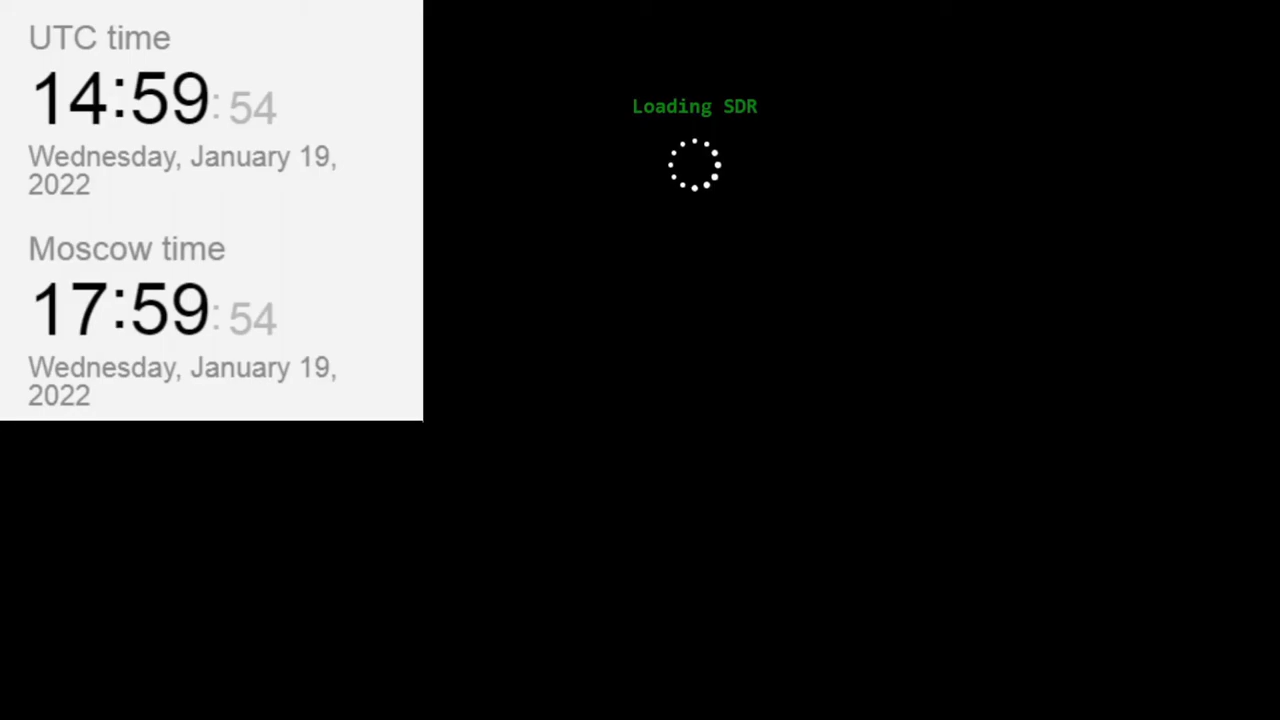 UTC time
14:59:54
Wednesday, January 19,
2022
Moscow time
17:59:54
Wednesday, January 19,
2022
Loading SDR